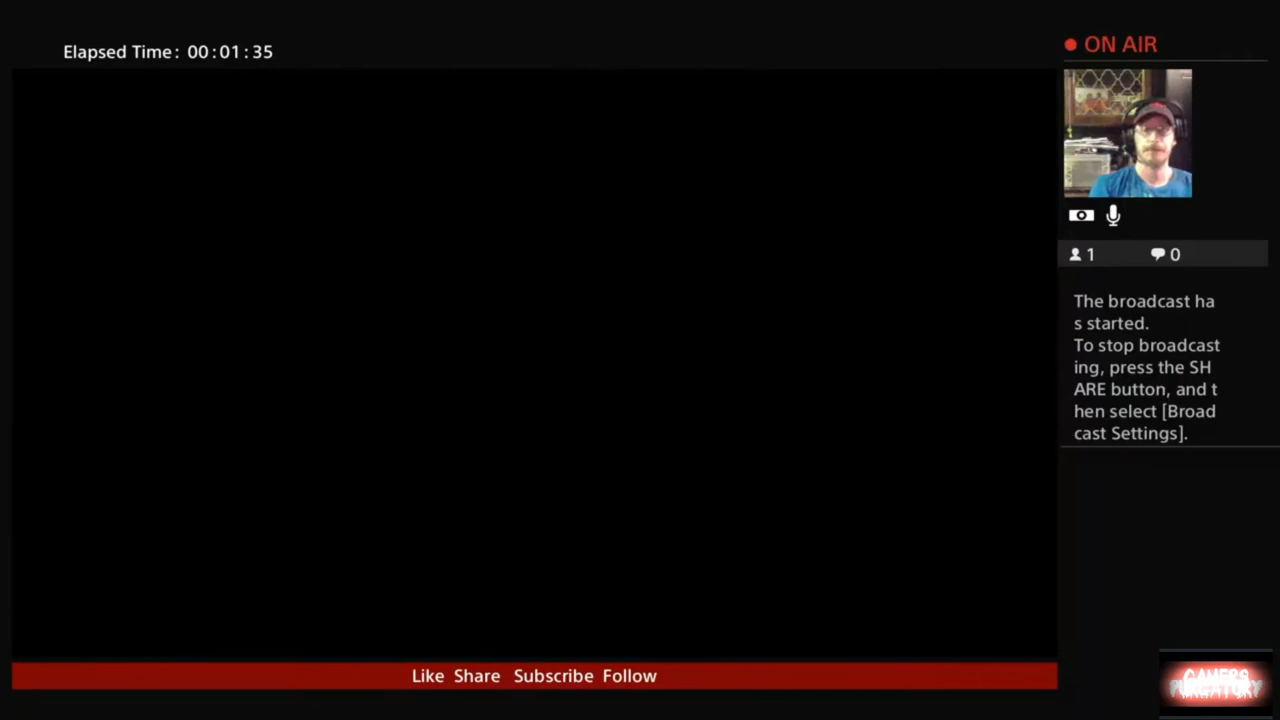 Elapsed Time: 00:01:35
ON AIR
1 0
The broadcast ha
s started.
To stop broadcast
ing, press the SH
ARE button, and t
hen select [Broad
cast Settings].
Like Share Subscribe Follow
GAMERS
PURGATORY